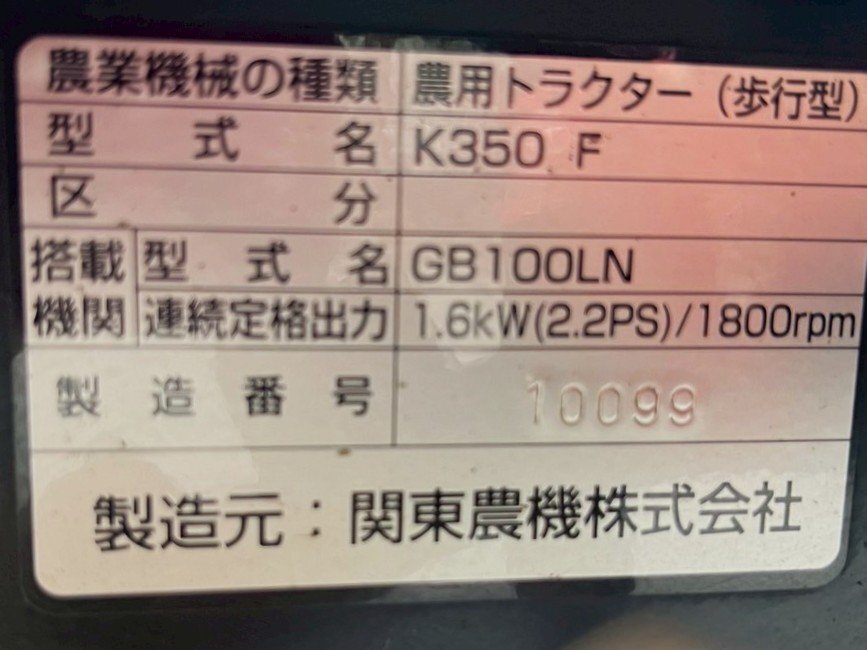 農業機械の種類 農用トラクター(歩行型)
型式名 K350 F
区分
搭載機関 型式名 GB100LN
連続定格出力 1.6kW(2.2PS)/1800rpm
製造番号 10099
製造元：関東農機株式会社